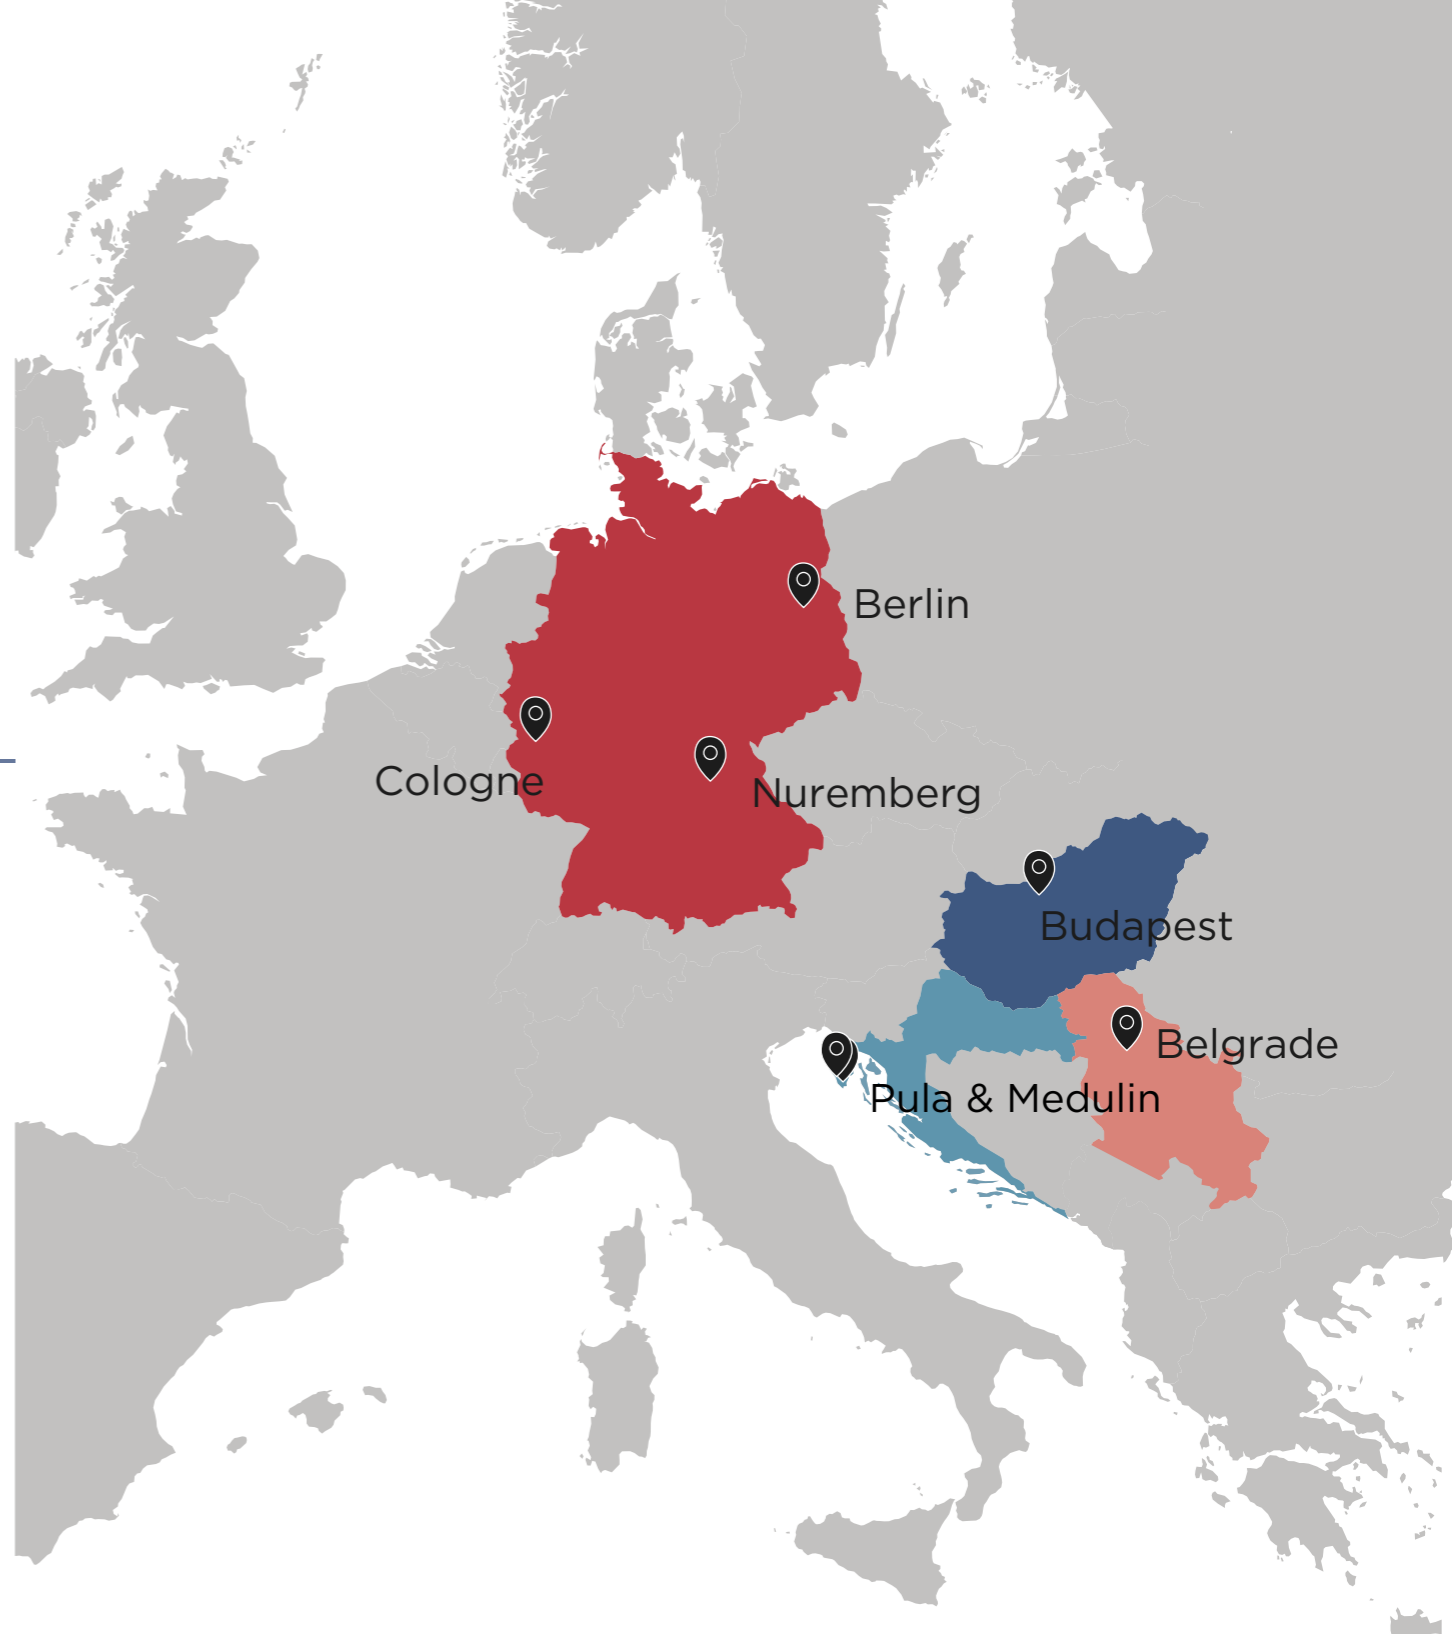 Berlin
Cologne
Nuremberg
Budapest
Belgrade
Pula & Medulin